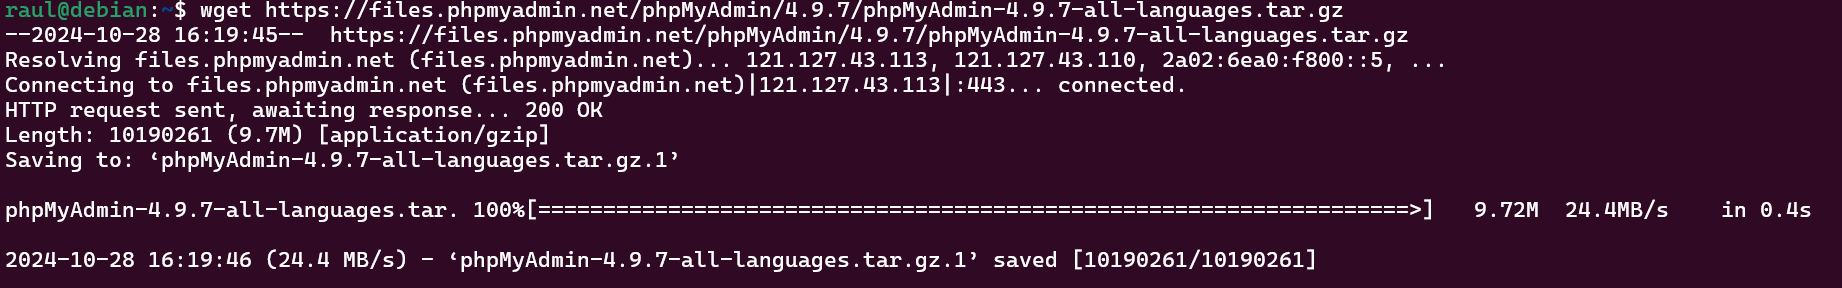 raul@debian:~$ wget https://files.phpmyadmin.net/phpMyAdmin/4.9.7/phpMyAdmin-4.9.7-all-languages.tar.gz
--2024-10-28 16:19:45--  https://files.phpmyadmin.net/phpMyAdmin/4.9.7/phpMyAdmin-4.9.7-all-languages.tar.gz
Resolving files.phpmyadmin.net (files.phpmyadmin.net)... 121.127.43.113, 121.127.43.110, 2a02:6ea0:f800::5, ...
Connecting to files.phpmyadmin.net (files.phpmyadmin.net)|121.127.43.113|:443... connected.
HTTP request sent, awaiting response... 200 OK
Length: 10190261 (9.7M) [application/gzip]
Saving to: ‘phpMyAdmin-4.9.7-all-languages.tar.gz.1’
phpMyAdmin-4.9.7-all-languages.tar. 100%[===================================================================>]   9.72M  24.4MB/s    in 0.4s
2024-10-28 16:19:46 (24.4 MB/s) - ‘phpMyAdmin-4.9.7-all-languages.tar.gz.1’ saved [10190261/10190261]